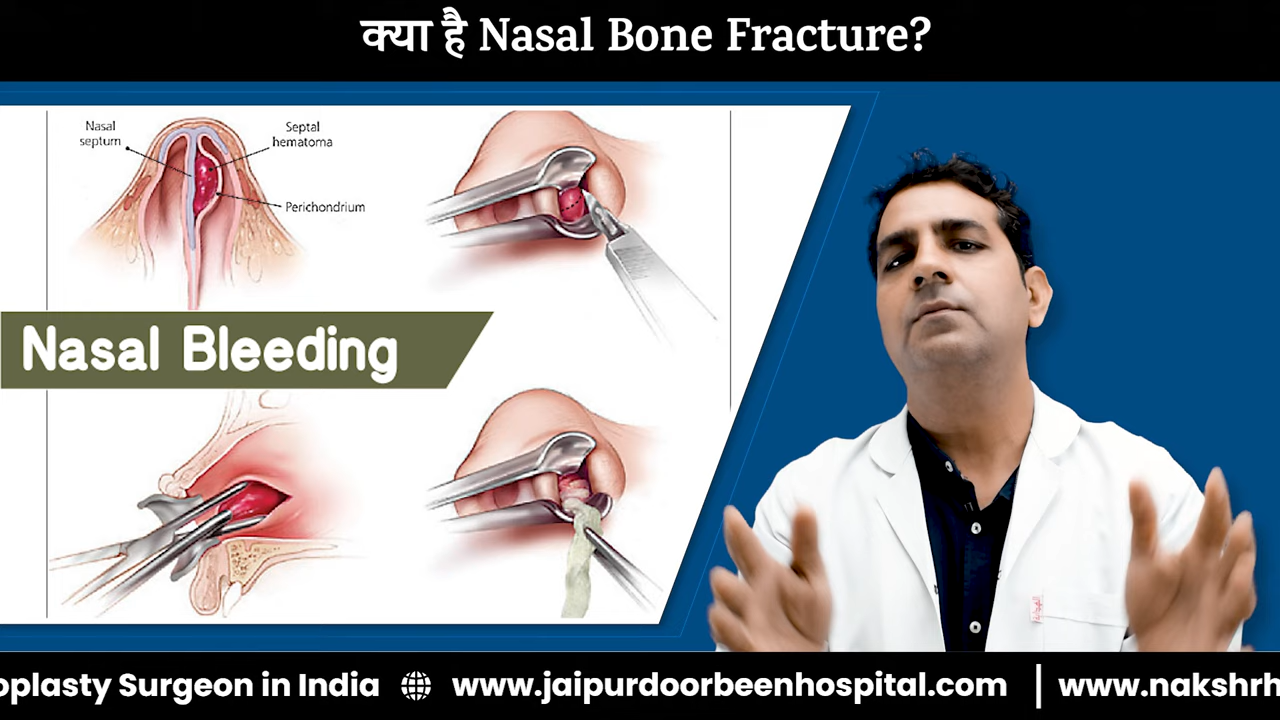 क्या है Nasal Bone Fracture?
Nasal
septum
Septal
hematoma
Perichondrium
Nasal Bleeding
oplasty Surgeon in India www.jaipurdoorbeenhospital.com | www.nakshrh